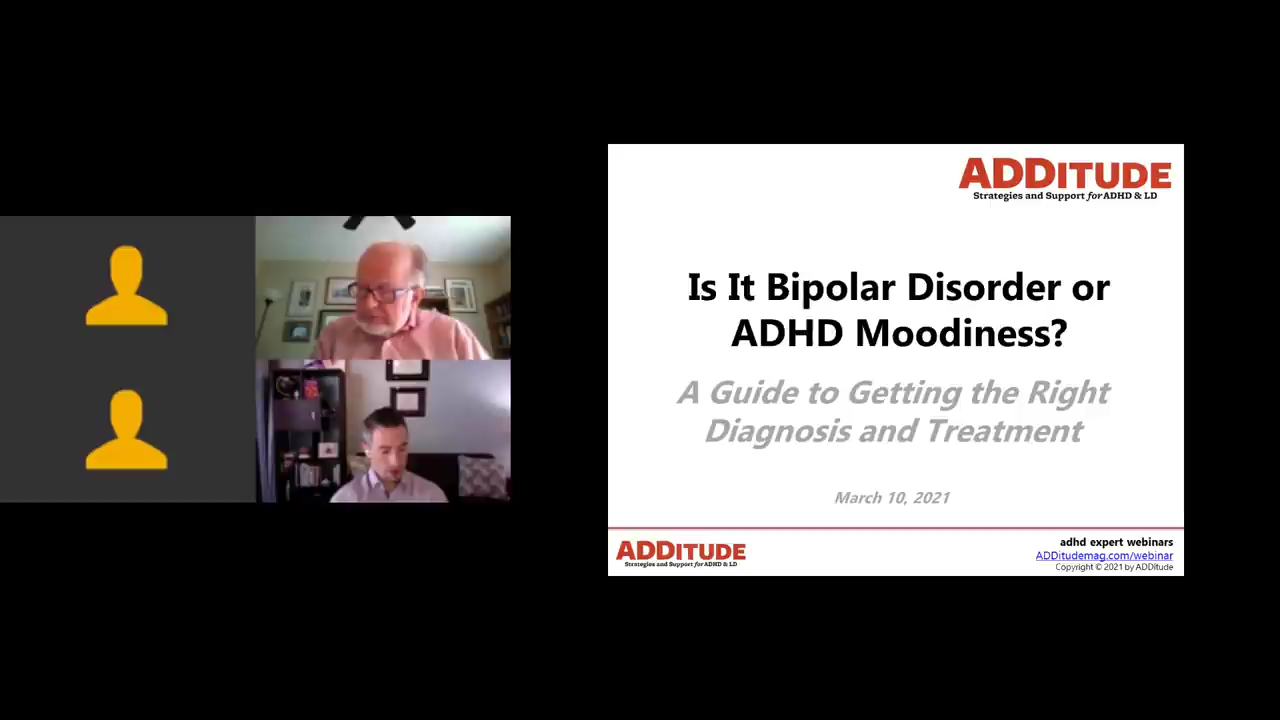 ADDITUDE
Strategies and Support for ADHD & LD
Is It Bipolar Disorder or
ADHD Moodiness?
A Guide to Getting the Right
Diagnosis and Treatment
March 10, 2021
ADDITUDE
Strategies and Support for ADHD & LD
adhd expert webinars
ADDitudemag.com/webinar
Copyright © 2021 by ADDitude